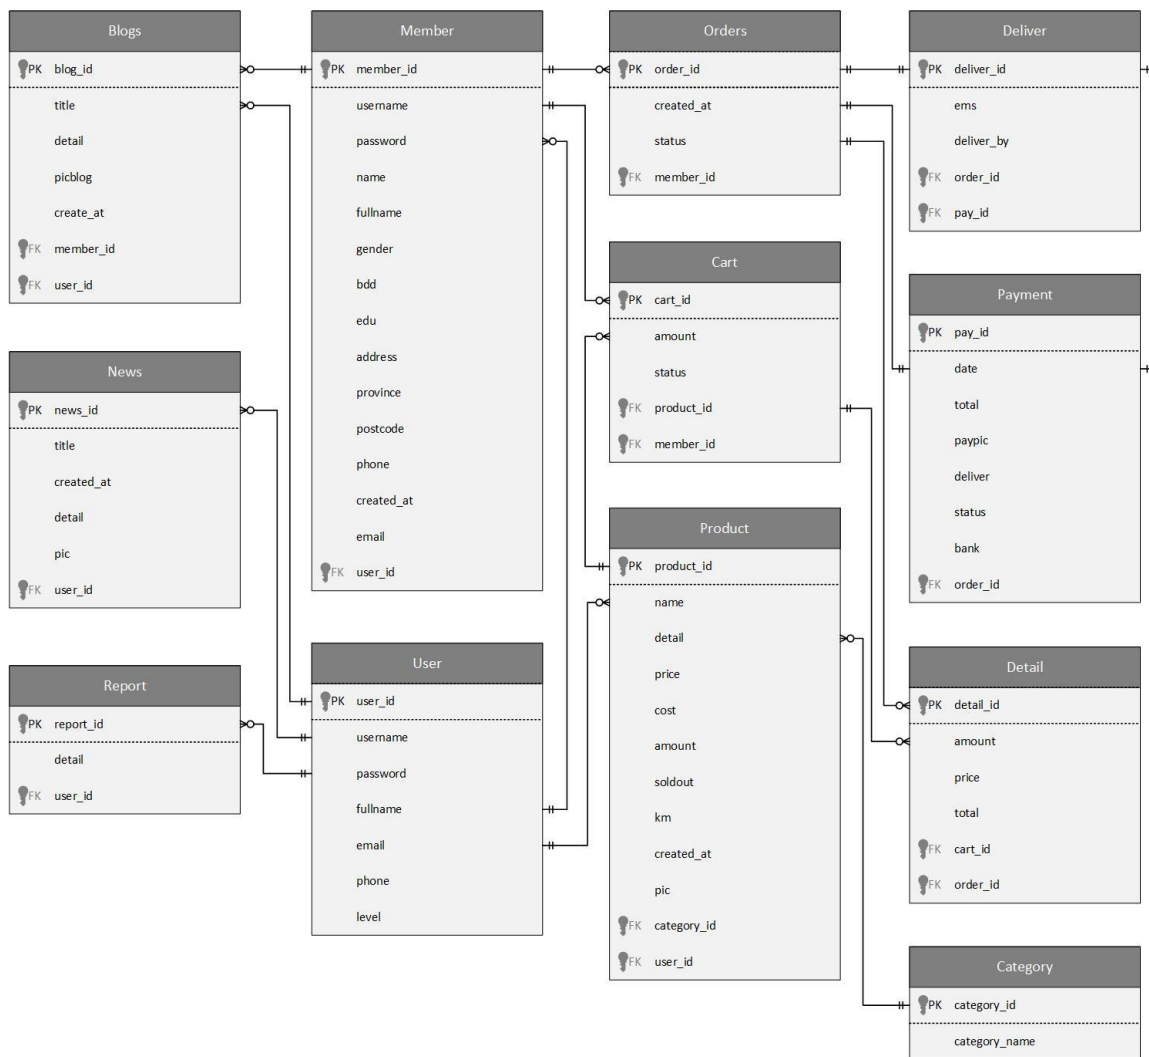 Blogs
PK blog_id
title
detail
picblog
create_at
FK member_id
FK user_id
News
PK news_id
title
created_at
detail
pic
FK user_id
Report
PK report_id
detail
FK user_id
Member
PK member_id
username
password
name
fullname
gender
bdd
edu
address
province
postcode
phone
created_at
email
FK user_id
User
PK user_id
username
password
fullname
email
phone
level
Orders
PK order_id
created_at
status
FK member_id
Cart
PK cart_id
amount
status
FK product_id
FK member_id
Product
PK product_id
name
detail
price
cost
amount
soldout
km
created_at
pic
FK category_id
FK user_id
Deliver
PK deliver_id
ems
deliver_by
FK order_id
FK pay_id
Payment
PK pay_id
date
total
paypic
deliver
status
bank
FK order_id
Detail
PK detail_id
amount
price
total
FK cart_id
FK order_id
Category
PK category_id
category_name